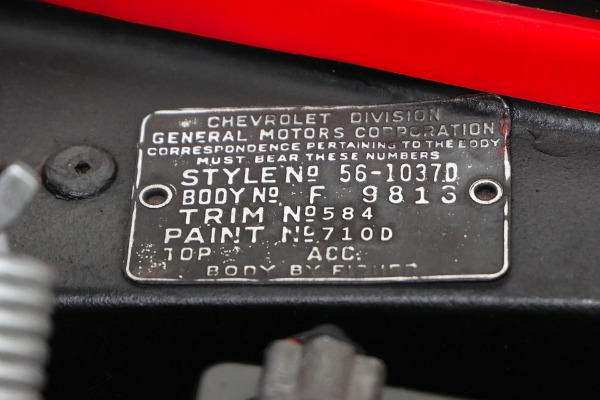 CHEVROLET DIVISION
GENERAL MOTORS CORPORATION
CORRESPONDENCE PERTAINING TO THE BODY
MUST BEAR THESE NUMBERS
STYLE Nº 56-1037D
BODY Nº F 9813
TRIM Nº 584
PAINT Nº 710D
TOP ACC.
BODY BY FISHER